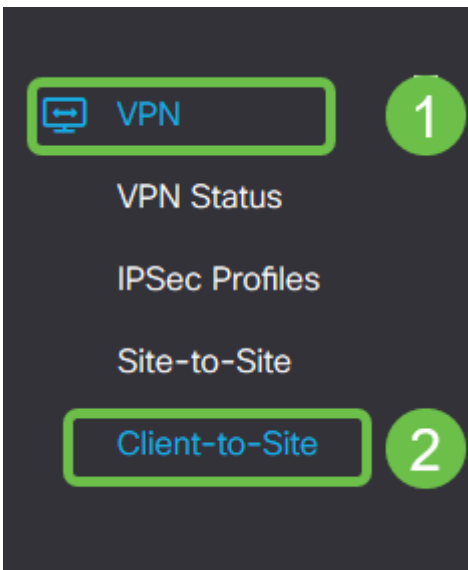 VPN
1
VPN Status
IPSec Profiles
Site-to-Site
Client-to-Site
2